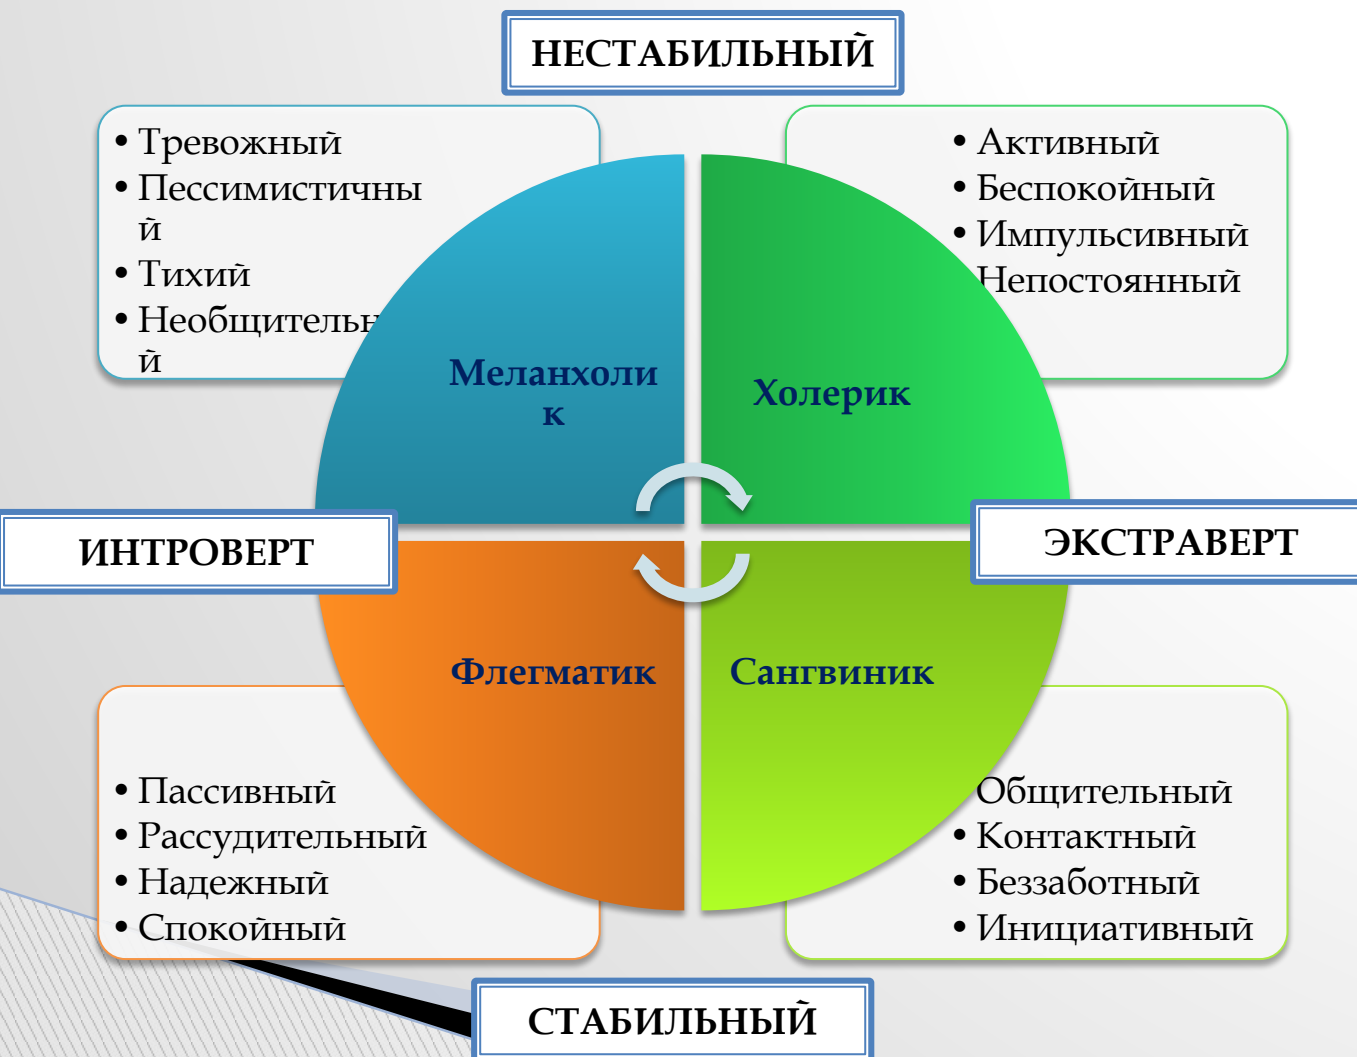 НЕСТАБИЛЬНЫЙ
• Тревожный
• Пессимистичны
й
• Тихий
• Необщительн
й
• Активный
• Беспокойный
• Импульсивный
Непостоянный
Меланхоли
к
Холерик
ИНТРОВЕРТ
ЭКСТРАВЕРТ
Флегматик
Сангвиник
• Пассивный
• Рассудительный
• Надежный
• Спокойный
Общительный
• Контактный
• Беззаботный
• Инициативный
СТАБИЛЬНЫЙ